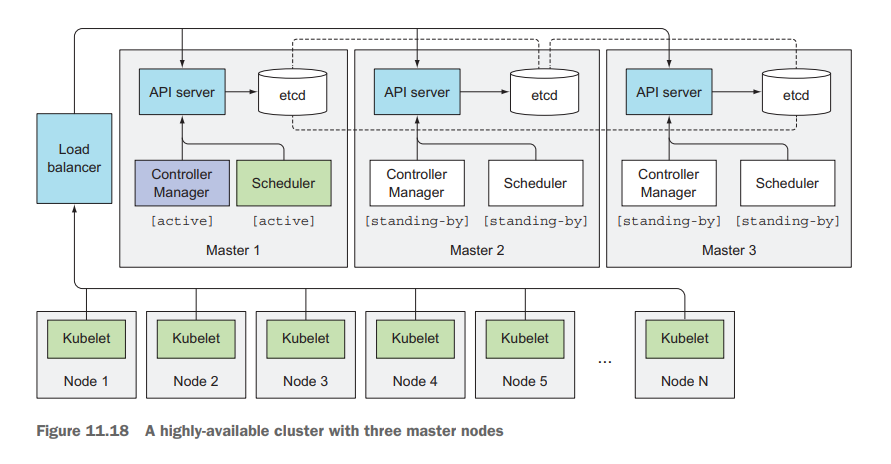 Load
balancer
API server
etcd
Controller
Manager
Scheduler
[active]
[active]
Master 1
API server
etcd
Controller
Manager
Scheduler
[standing-by]
[standing-by]
Master 2
API server
etcd
Controller
Manager
Scheduler
[standing-by]
[standing-by]
Master 3
Kubelet
Node 1
Kubelet
Node 2
Kubelet
Node 3
Kubelet
Node 4
Kubelet
Node 5
...
Kubelet
Node N
Figure 11.18 A highly-available cluster with three master nodes